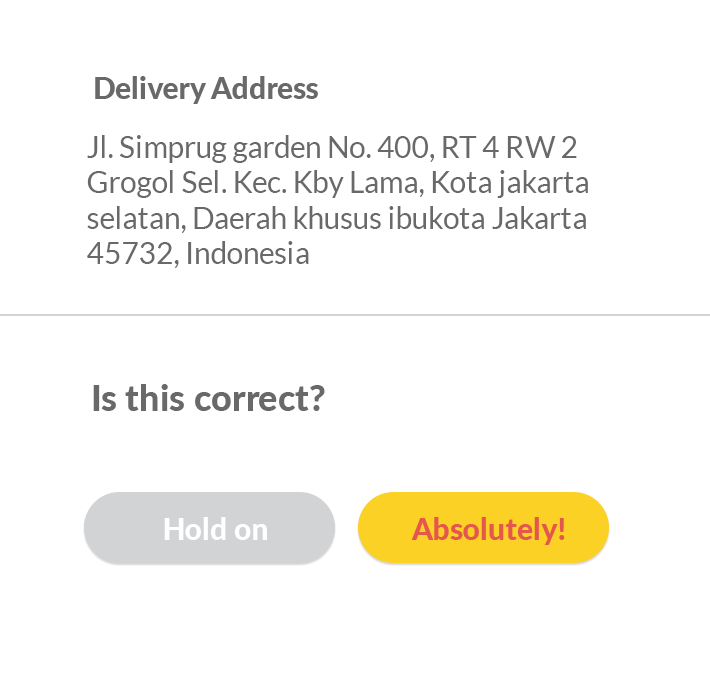 Delivery Address
Jl. Simprug garden No. 400, RT 4 RW 2
Grogol Sel. Kec. Kby Lama, Kota jakarta
selatan, Daerah khusus ibukota Jakarta
45732, Indonesia
Is this correct?
Hold on
Absolutely!